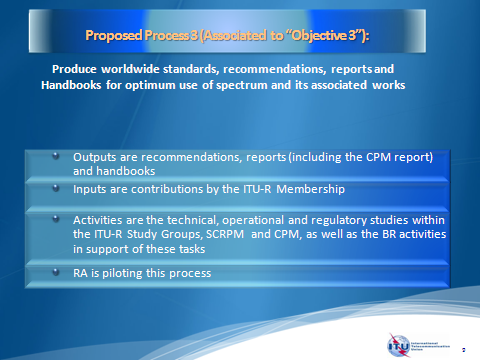 Proposed Process 3 (Associated to “Objective 3”):
Produce worldwide standards, recommendations, reports and
Handbooks for optimum use of spectrum and its associated works
Outputs are recommendations, reports (including the CPM report)
and handbooks
Inputs are contributions by the ITU-R Membership
Activities are the technical, operational and regulatory studies within
the ITU-R Study Groups, SCRPM and CPM, as well as the BR activities
in support of these tasks
RA is piloting this process
ITU
International
Telecommunication
Union